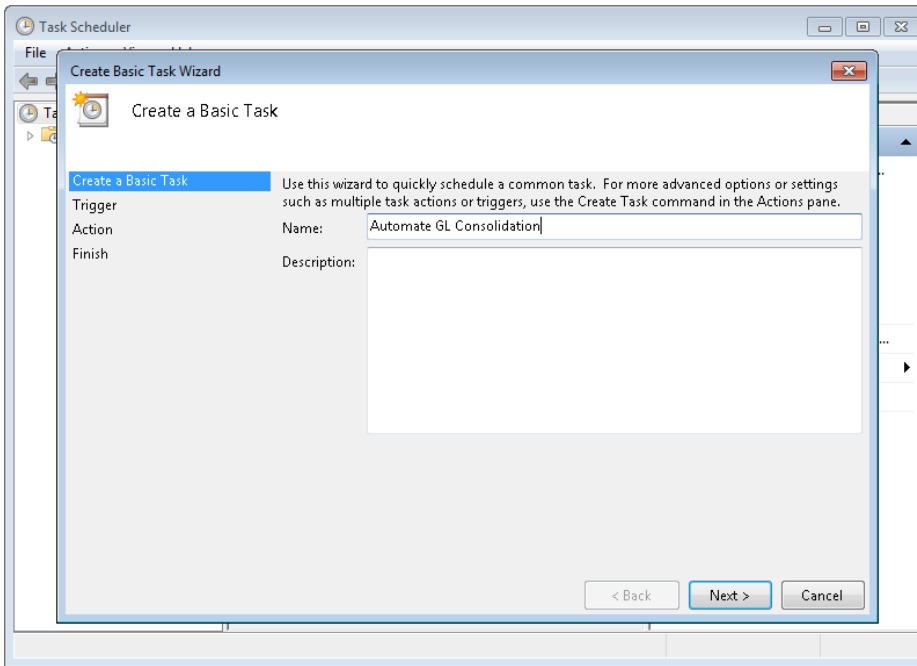 Task Scheduler
File
Create Basic Task Wizard
Create a Basic Task
Create a Basic Task
Use this wizard to quickly schedule a common task. For more advanced options or settings
such as multiple task actions or triggers, use the Create Task command in the Actions pane.
Trigger
Name: Automate GL Consolidation
Action
Finish
Description:
< Back Next > Cancel